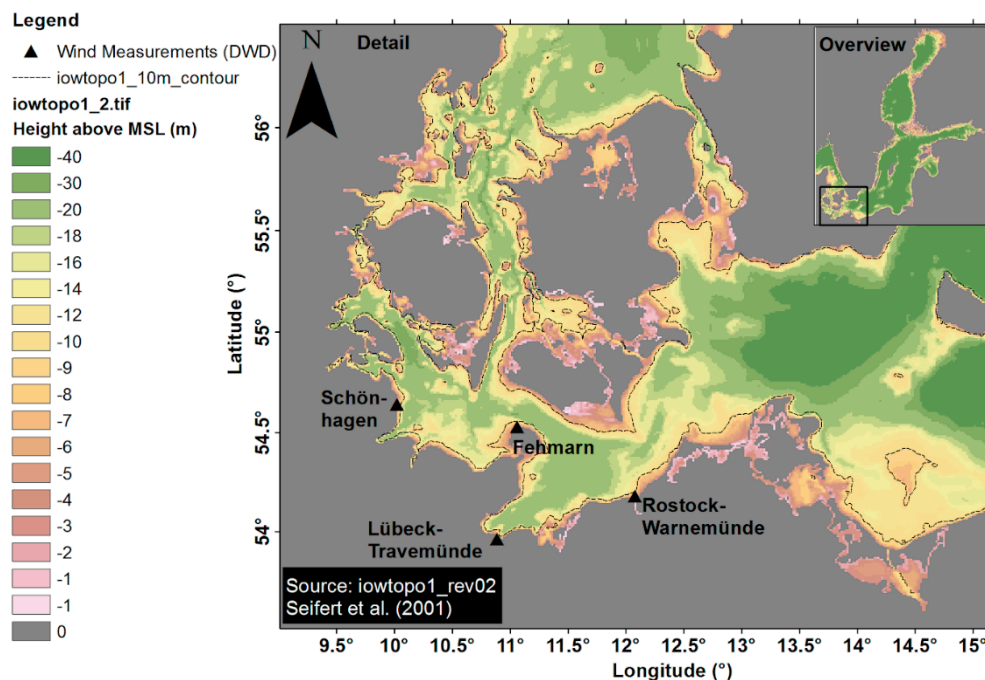 Legend
Wind Measurements (DWD)
iowtopo1_10m_contour
iowtopo1_2.tif
Height above MSL (m)
-40
-30
-20
-18
-16
-14
-12
-10
-9
-8
-7
-6
-5
-4
-3
-2
-1
-1
0
N
Detail
Overview
Latitude (°)
56°
55.5°
55°
54.5°
54°
Schön-
hagen
Fehmarn
Rostock-
Warnemünde
Lübeck-
Travemünde
Source: iowtopo1_rev02
Seifert et al. (2001)
9.5°
10°
10.5°
11°
11.5°
12°
12.5°
13°
13.5°
14°
14.5°
15°
Longitude (°)